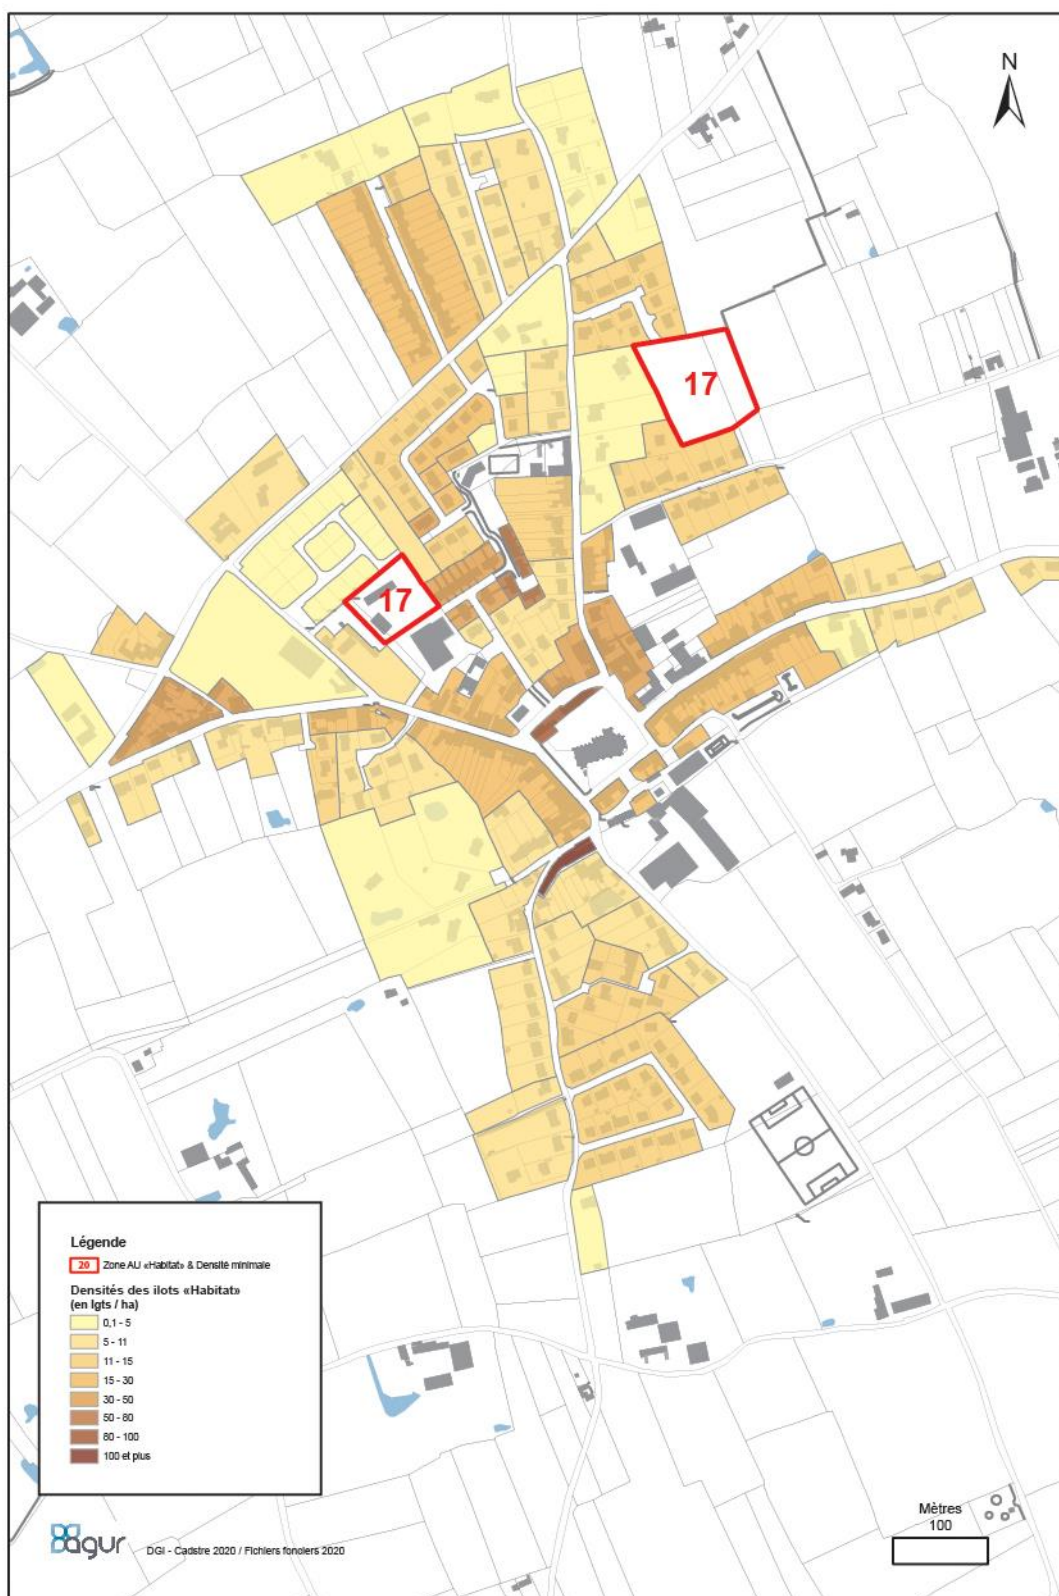 N
17
17
Légende
20 Zone AU «Habitat» & Densité minimale
Densités des ilots «Habitat»
(en lgts / ha)
0,1 - 5
5 - 11
11 - 15
15 - 30
30 - 50
50 - 80
80 - 100
100 et plus
Mètres
100
agur
DGI - Cadstre 2020 / Fichiers fonciers 2020